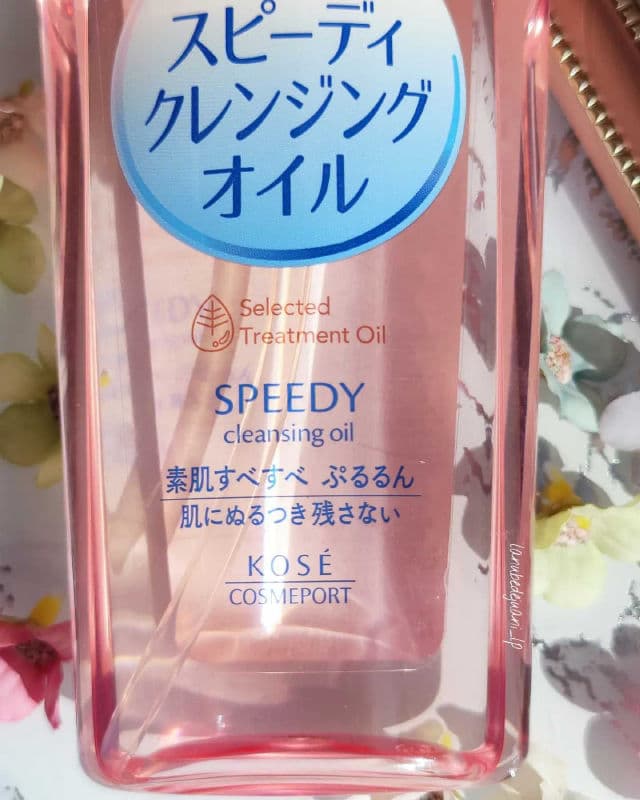 スピーディ
クレンジング
オイル
Selected
Treatment Oil
SPEEDY
cleansing oil
素肌すべすべ ぷるるん
肌にぬるつき残さない
KOSÉ
COSMEPORT